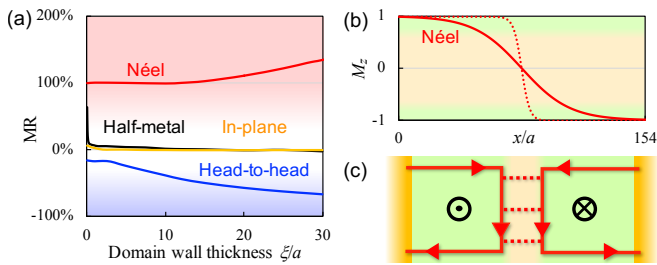 (a)
200%
100%
0%
-100%
MR
Néel
Half-metal
In-plane
Head-to-head
0
10
20
30
Domain wall thickness ξ/a
(b)
1
0
-1
M_z
Néel
0
x/a
154
(c)